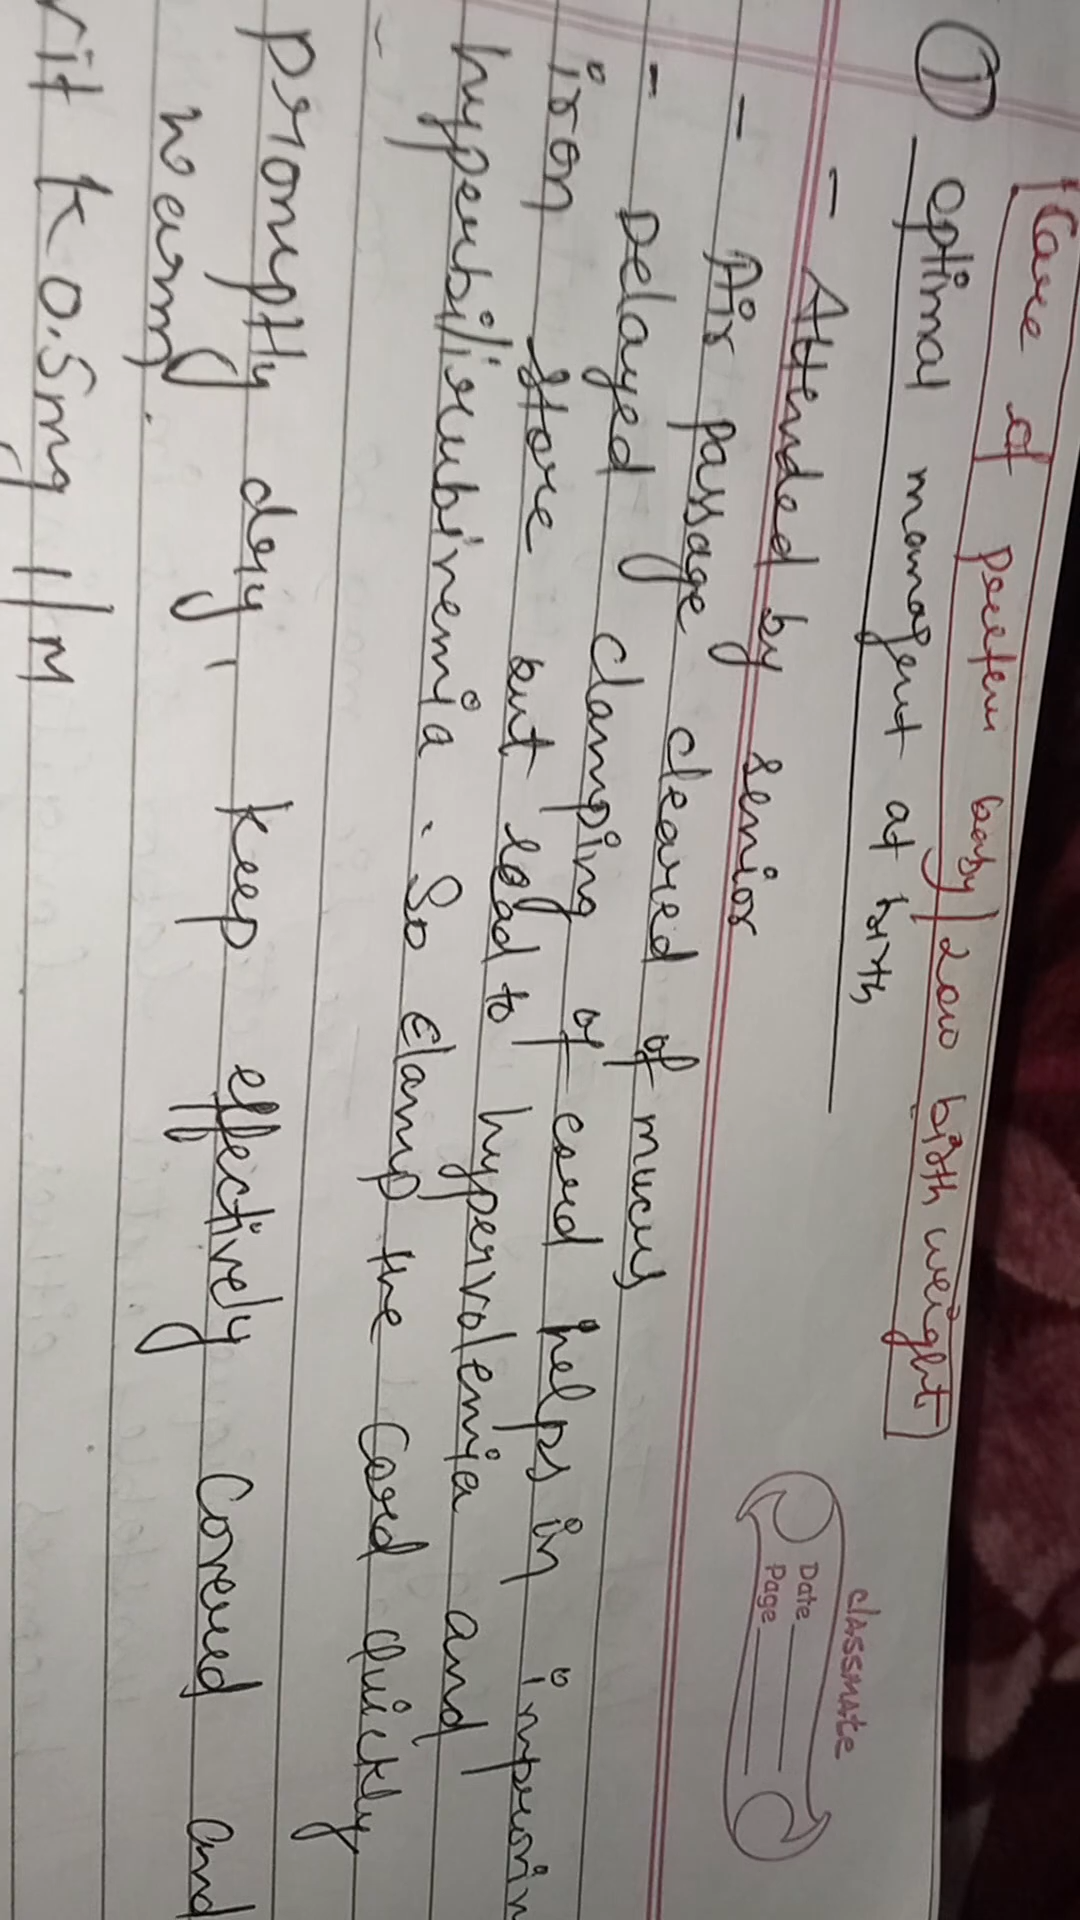 Care of preterm baby/low birth weight
classmate
Date
Page
① optimal managent at birth
- Attended by senior
- Air passage cleared of mucus
- Delayed clamping of cord helps in improvin
iron store but lead to hypervolemia and
hyperbilirubinemia. So clamp the cord quickly
- promptly dry, keep effectively covered and
warm.
vit K 0.5mg I/M